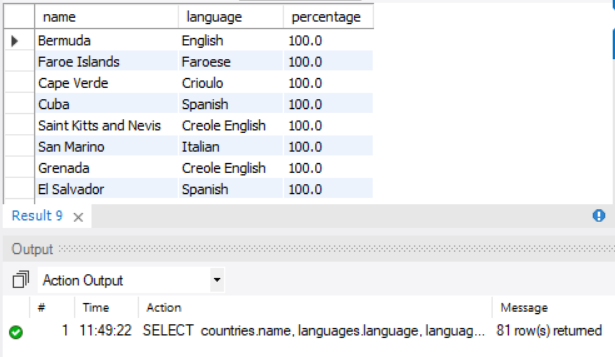 name language percentage
Bermuda English 100.0
Faroe Islands Faroese 100.0
Cape Verde Crioulo 100.0
Cuba Spanish 100.0
Saint Kitts and Nevis Creole English 100.0
San Marino Italian 100.0
Grenada Creole English 100.0
El Salvador Spanish 100.0
Result 9
Output
Action Output
# Time Action Message
1 11:49:22 SELECT countries.name, languages.language, languag... 81 row(s) returned